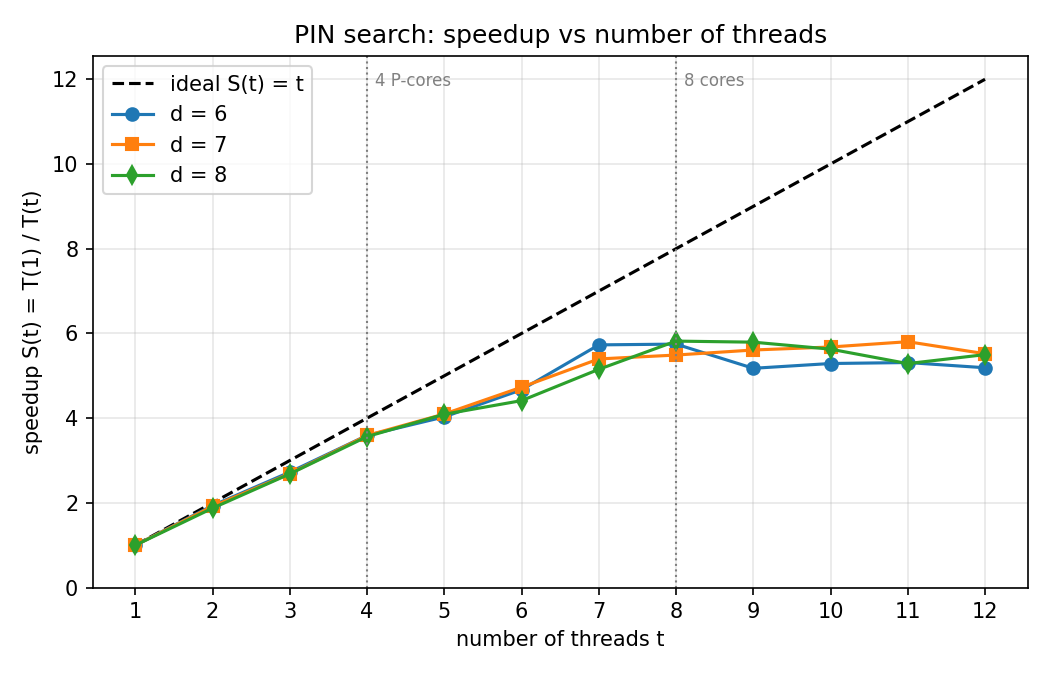 PIN search: speedup vs number of threads
ideal S(t) = t
d = 6
d = 7
d = 8
4 P-cores
8 cores
speedup S(t) = T(1) / T(t)
12
10
8
6
4
2
0
1 2 3 4 5 6 7 8 9 10 11 12
number of threads t